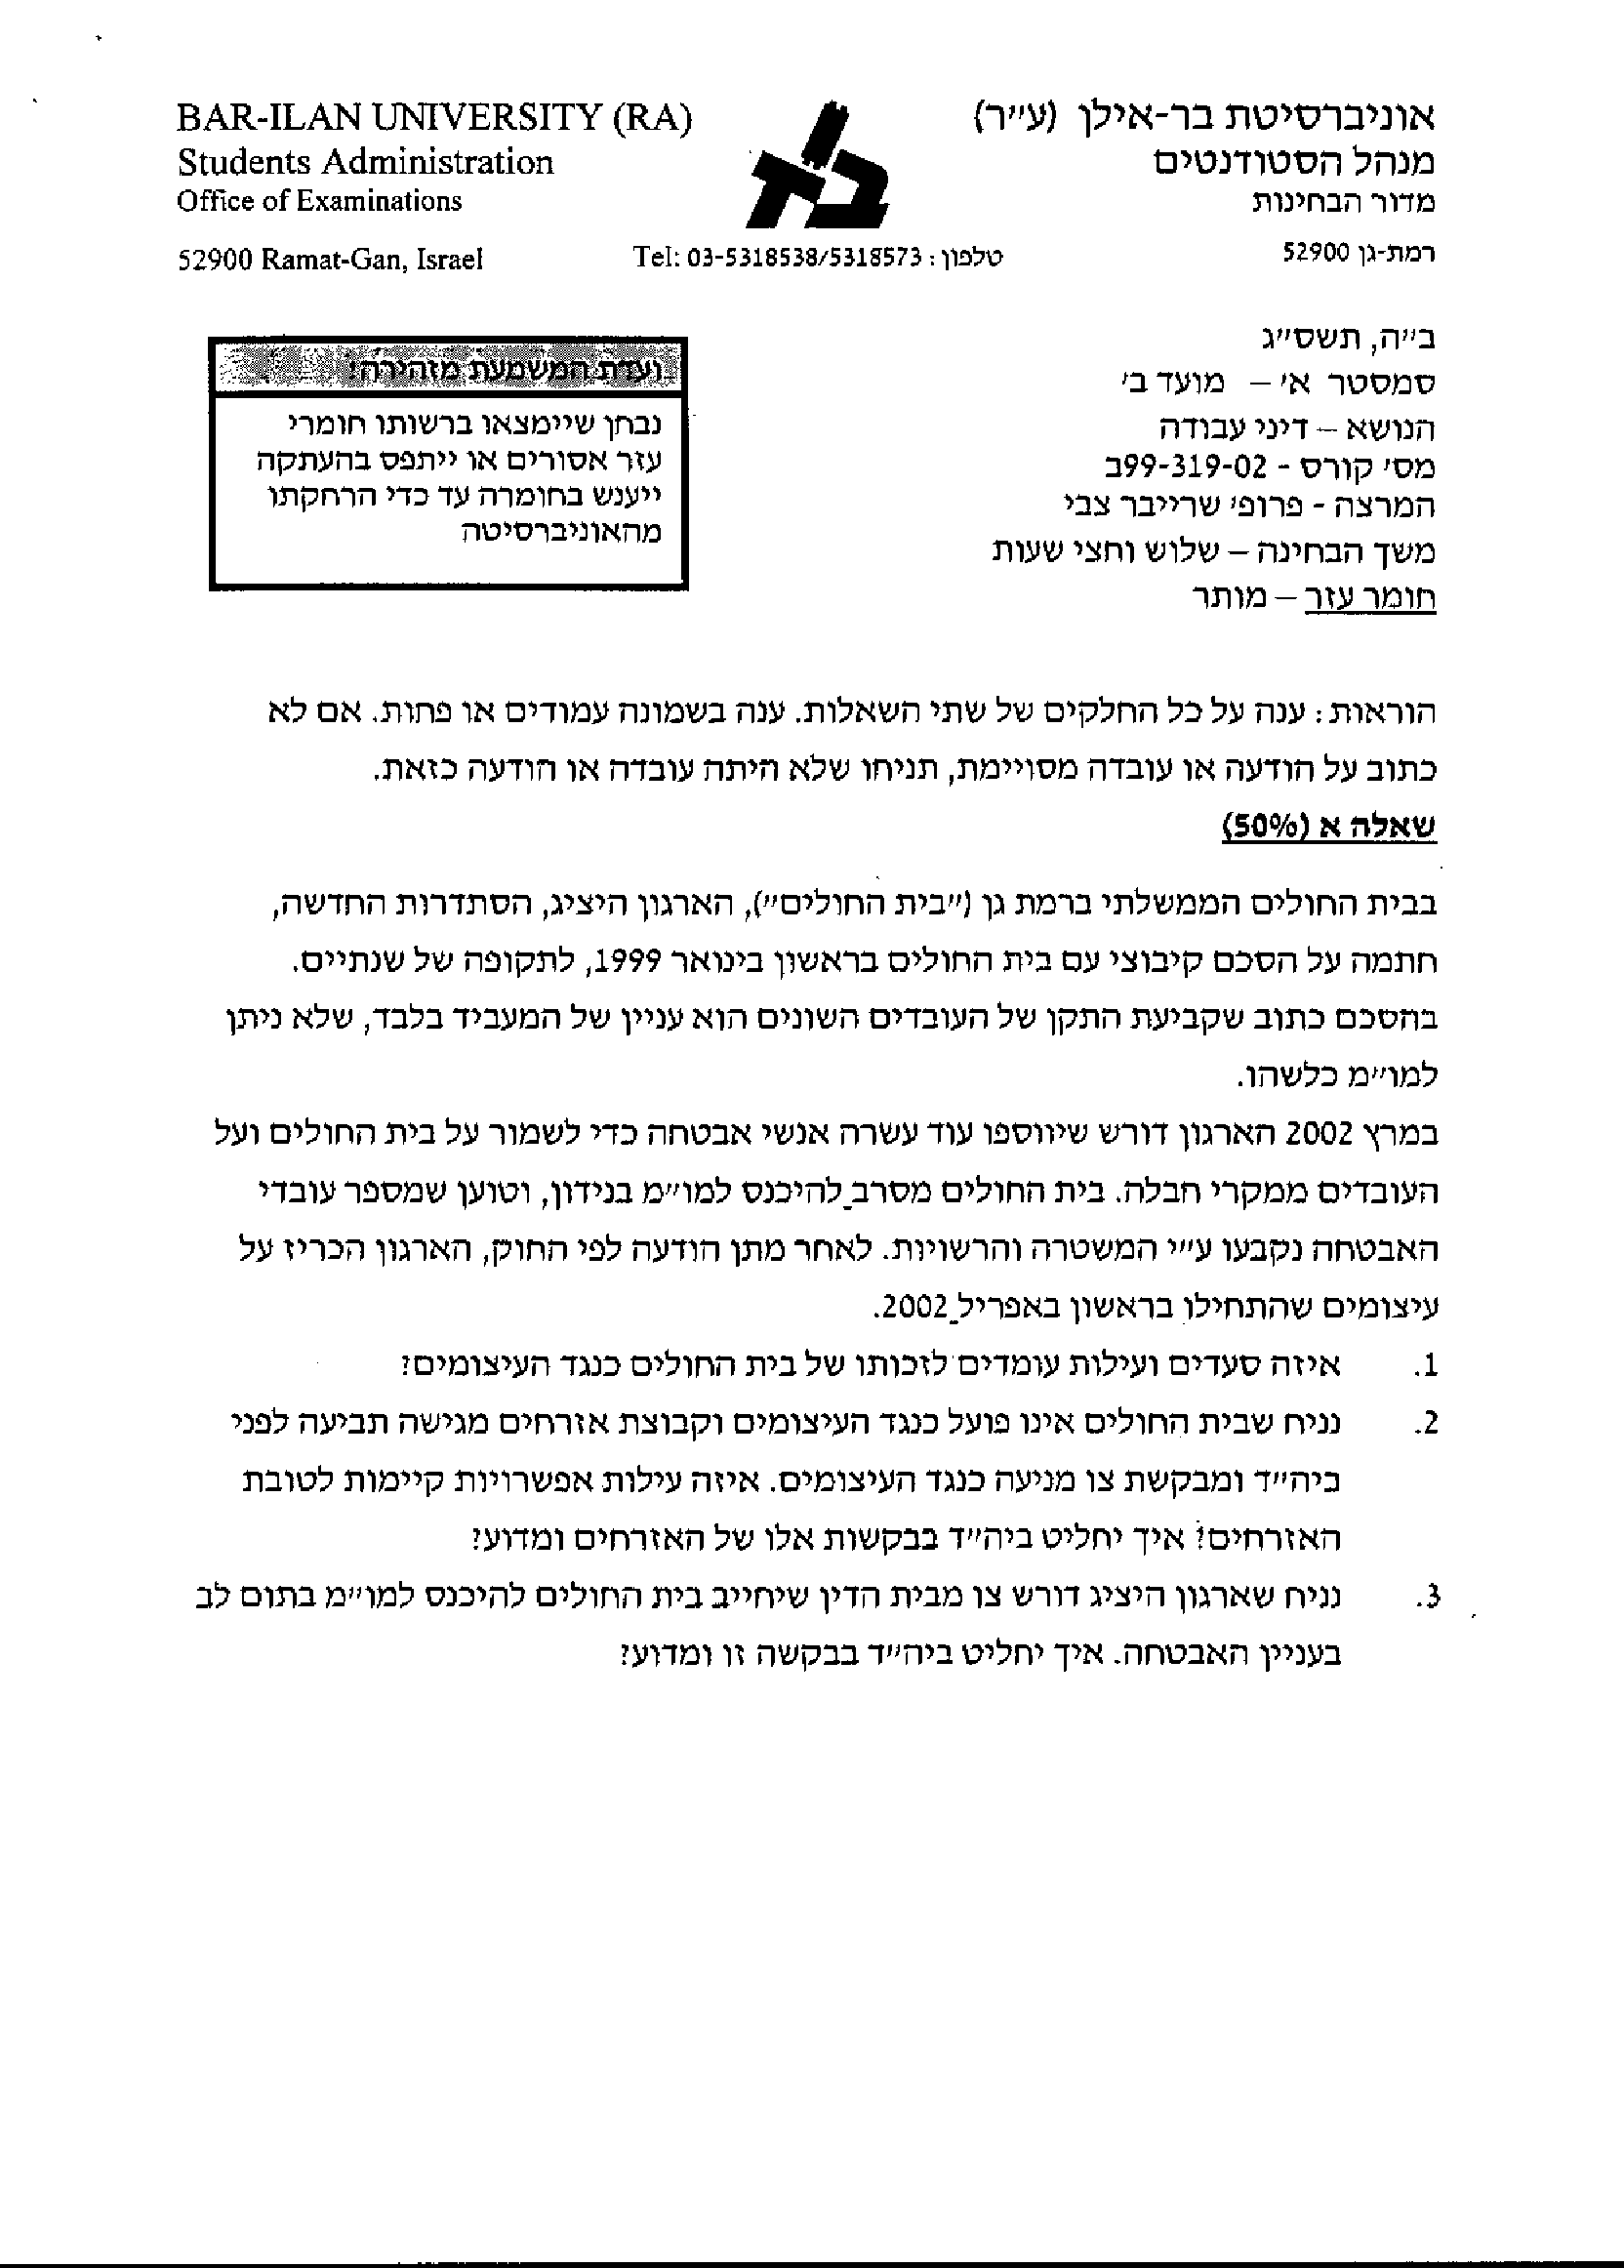 BAR-ILAN UNIVERSITY (RA)
Students Administration
Office of Examinations
52900 Ramat-Gan, Israel
אוניברסיטת בר-אילן (ע״ר)
מנהל הסטודנטים
מדור הבחינות
רמת-גן 52900
Tel: 03-5318538/5318573 : טלפון
ב״ה, תשס״ג
סמסטר א׳ – מועד ב׳
הנושא – דיני עבודה
מס׳ קורס - 99-319-02ב
המרצה - פרופ׳ שרייבר צבי
משך הבחינה – שלוש וחצי שעות
חומר עזר – מותר
ועדת המשמעת מזהירה!
נבחן שיימצאו ברשותו חומרי
עזר אסורים או ייתפס בהעתקה
ייענש בחומרה עד כדי הרחקתו
מהאוניברסיטה
הוראות: ענה על כל החלקים של שתי השאלות. ענה בשמונה עמודים או פחות. אם לא
כתוב על הודעה או עובדה מסויימת, תניחו שלא היתה עובדה או הודעה כזאת.
שאלה א (50%)
בבית החולים הממשלתי ברמת גן (״בית החולים״), הארגון היציג, הסתדרות החדשה,
חתמה על הסכם קיבוצי עם בית החולים בראשון בינואר 1999, לתקופה של שנתיים.
בהסכם כתוב שקביעת התקן של העובדים השונים הוא עניין של המעביד בלבד, שלא ניתן
למו״מ כלשהו.
במרץ 2002 הארגון דורש שיווספו עוד עשרה אנשי אבטחה כדי לשמור על בית החולים ועל
העובדים ממקרי חבלה. בית החולים מסרב להיכנס למו״מ בנידון, וטוען שמספר עובדי
האבטחה נקבעו ע״י המשטרה והרשויות. לאחר מתן הודעה לפי החוק, הארגון הכריז על
עיצומים שהתחילו בראשון באפריל 2002.
1. איזה סעדים ועילות עומדים לזכותו של בית החולים כנגד העיצומים?
2. נניח שבית החולים אינו פועל כנגד העיצומים וקבוצת אזרחים מגישה תביעה לפני
ביה״ד ומבקשת צו מניעה כנגד העיצומים. איזה עילות אפשרויות קיימות לטובת
האזרחים? איך יחליט ביה״ד בבקשות אלו של האזרחים ומדוע?
3. נניח שארגון היציג דורש צו מבית הדין שיחייב בית החולים להיכנס למו״מ בתום לב
בעניין האבטחה. איך יחליט ביה״ד בבקשה זו ומדוע?